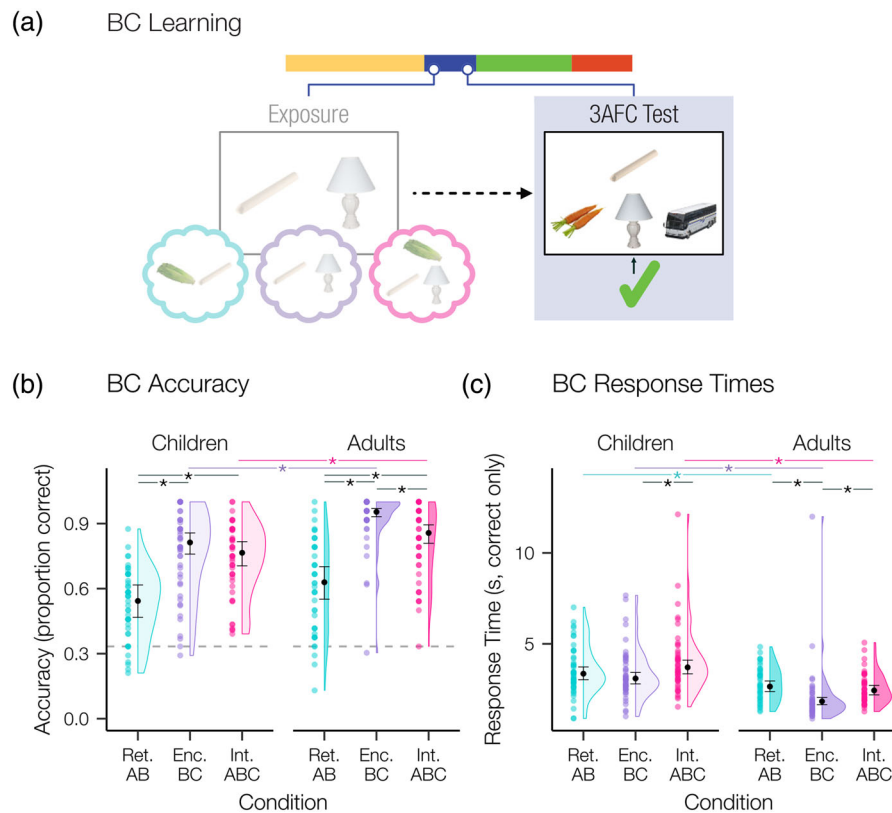 (a) BC Learning
Exposure
3AFC Test
(b) BC Accuracy
Children Adults
* * *
* *
* * *
Accuracy (proportion correct)
0.9
0.6
0.3
0.0
Ret. AB
Enc. BC
Int. ABC
Ret. AB
Enc. BC
Int. ABC
Condition
(c) BC Response Times
Children Adults
*
*
*
* * *
Response Time (s, correct only)
10
5
Ret. AB
Enc. BC
Int. ABC
Ret. AB
Enc. BC
Int. ABC
Condition